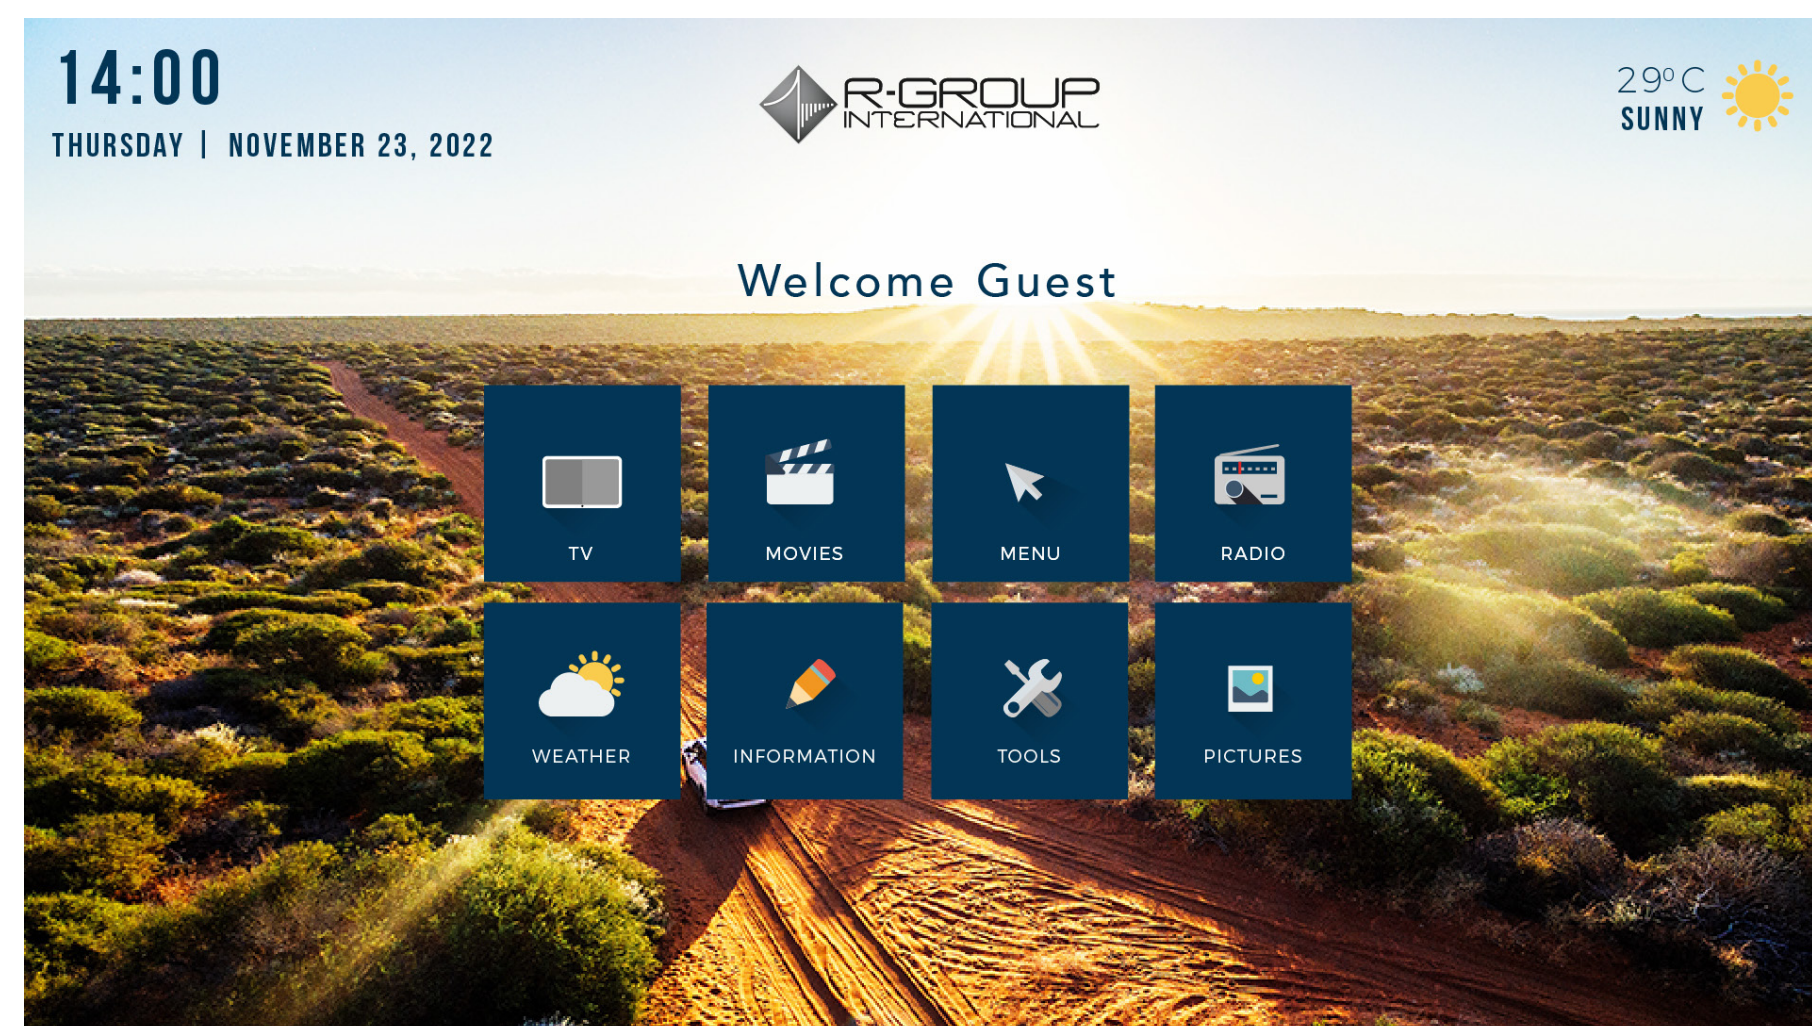 14:00
THURSDAY | NOVEMBER 23, 2022
R-GROUP
INTERNATIONAL
29°C
SUNNY
Welcome Guest
TV
MOVIES
MENU
RADIO
WEATHER
INFORMATION
TOOLS
PICTURES